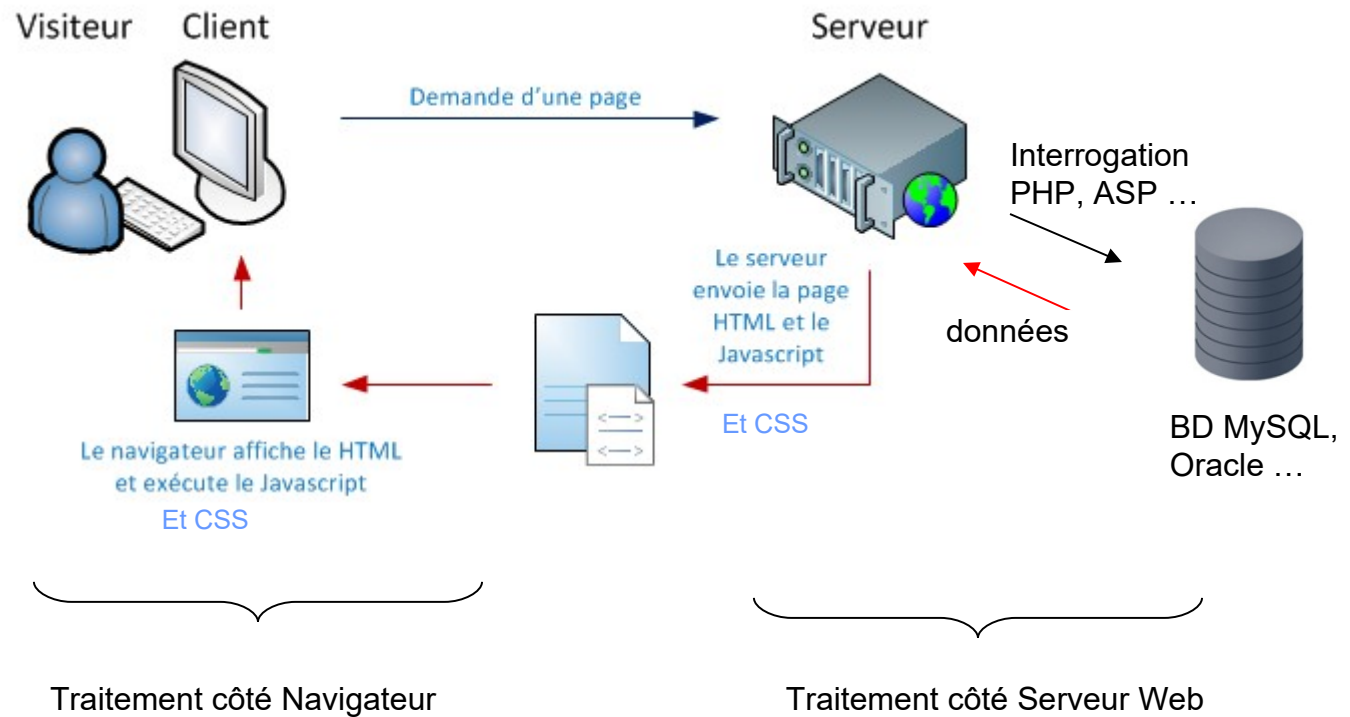 Visiteur
Client
Serveur
Demande d'une page
Interrogation
PHP, ASP …
Le serveur
envoie la page
HTML et le
Javascript
Et CSS
données
BD MySQL,
Oracle …
<—>
<—>
Le navigateur affiche le HTML
et exécute le Javascript
Et CSS
Traitement côté Navigateur
Traitement côté Serveur Web